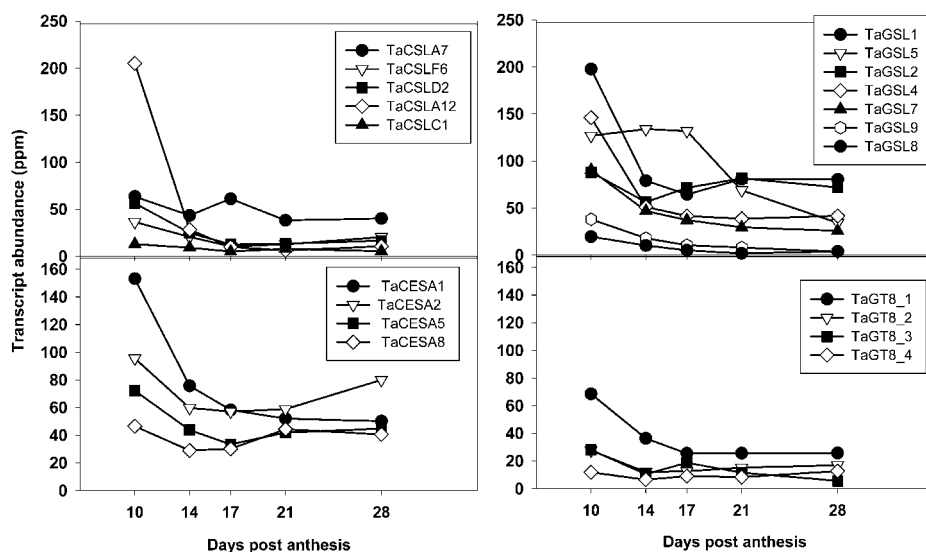 250
200
150
100
50
0
TaCSLA7
TaCSLF6
TaCSLD2
TaCSLA12
TaCSLC1
250
200
150
100
50
0
TaGSL1
TaGSL5
TaGSL2
TaGSL4
TaGSL7
TaGSL9
TaGSL8
Transcript abundance (ppm)
160
140
120
100
80
60
40
20
0
TaCESA1
TaCESA2
TaCESA5
TaCESA8
10 14 17 21 28
Days post anthesis
160
140
120
100
80
60
40
20
0
TaGT8_1
TaGT8_2
TaGT8_3
TaGT8_4
10 14 17 21 28
Days post anthesis